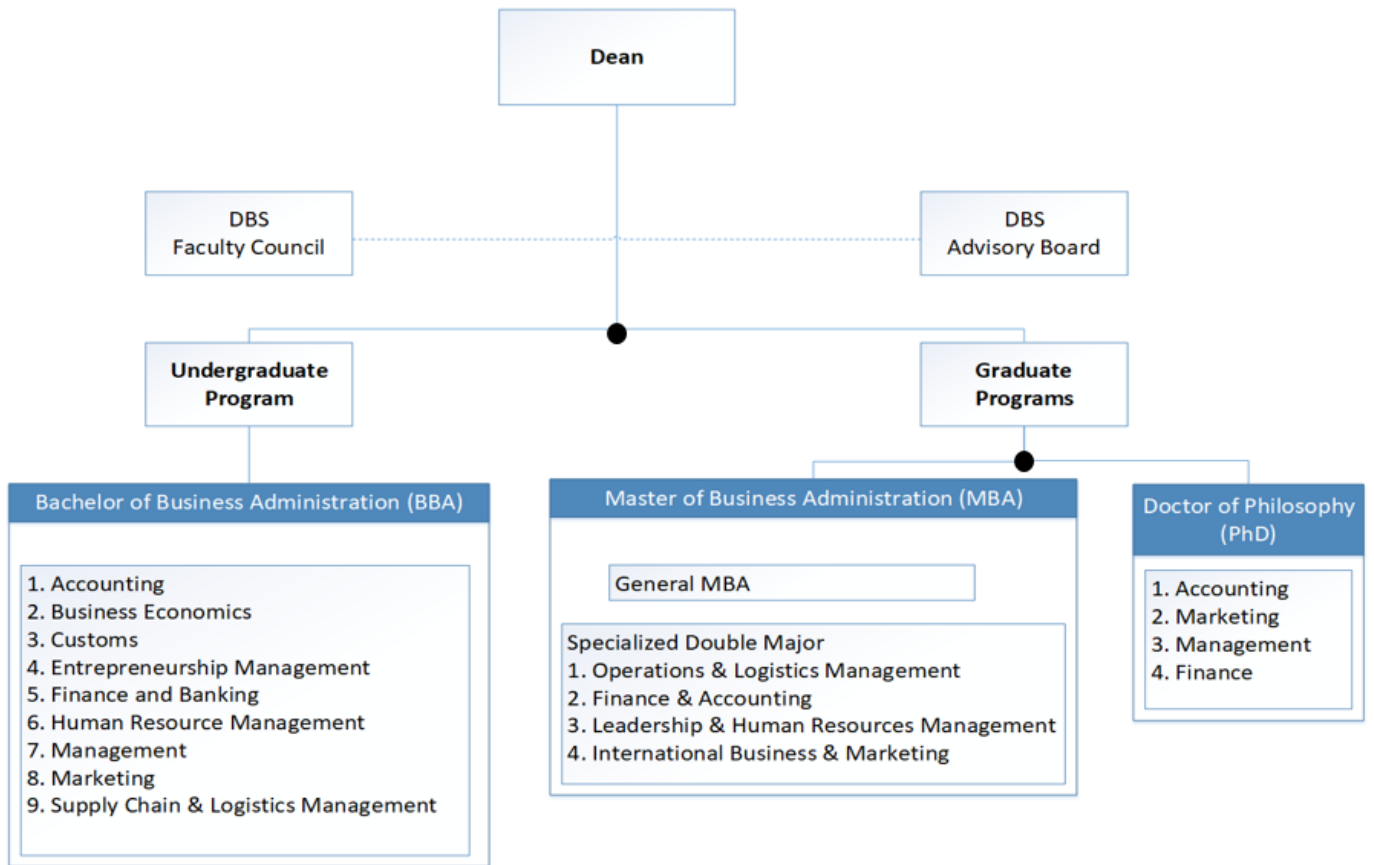 Dean
DBS
Faculty Council
DBS
Advisory Board
Undergraduate
Program
Graduate
Programs
Bachelor of Business Administration (BBA)
1. Accounting
2. Business Economics
3. Customs
4. Entrepreneurship Management
5. Finance and Banking
6. Human Resource Management
7. Management
8. Marketing
9. Supply Chain & Logistics Management
Master of Business Administration (MBA)
General MBA
Specialized Double Major
1. Operations & Logistics Management
2. Finance & Accounting
3. Leadership & Human Resources Management
4. International Business & Marketing
Doctor of Philosophy
(PhD)
1. Accounting
2. Marketing
3. Management
4. Finance